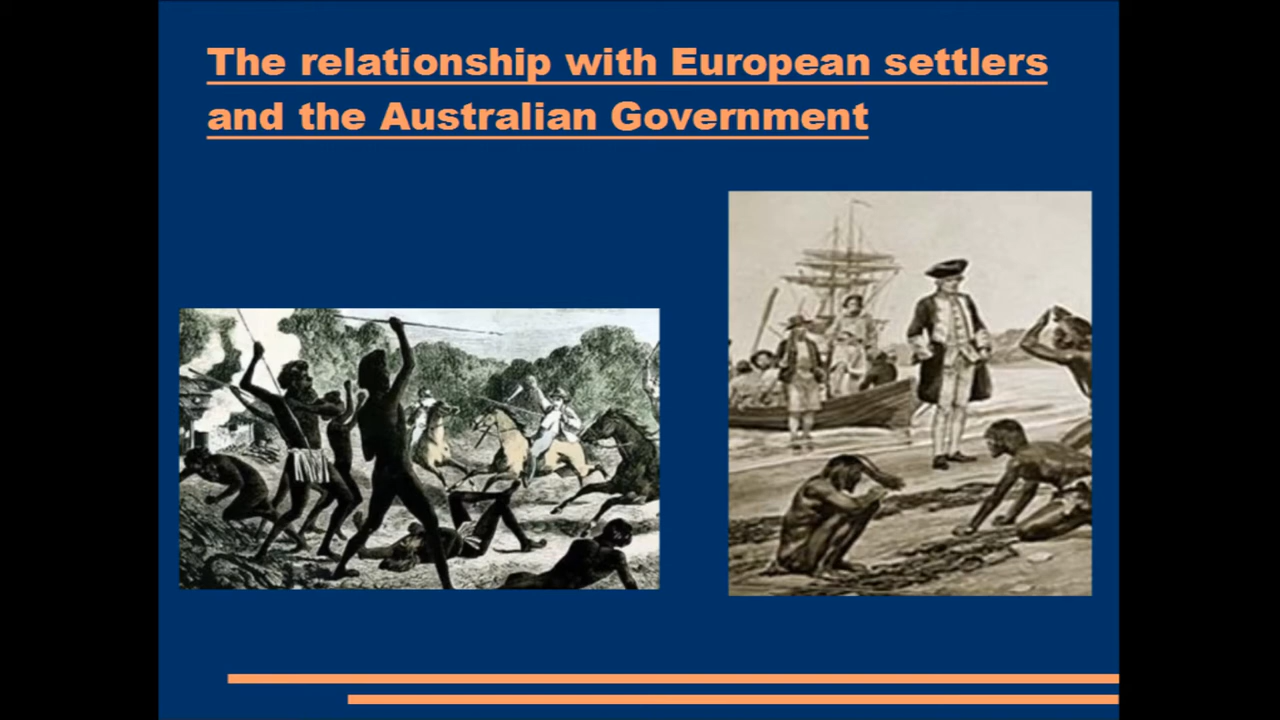 The relationship with European settlers
and the Australian Government